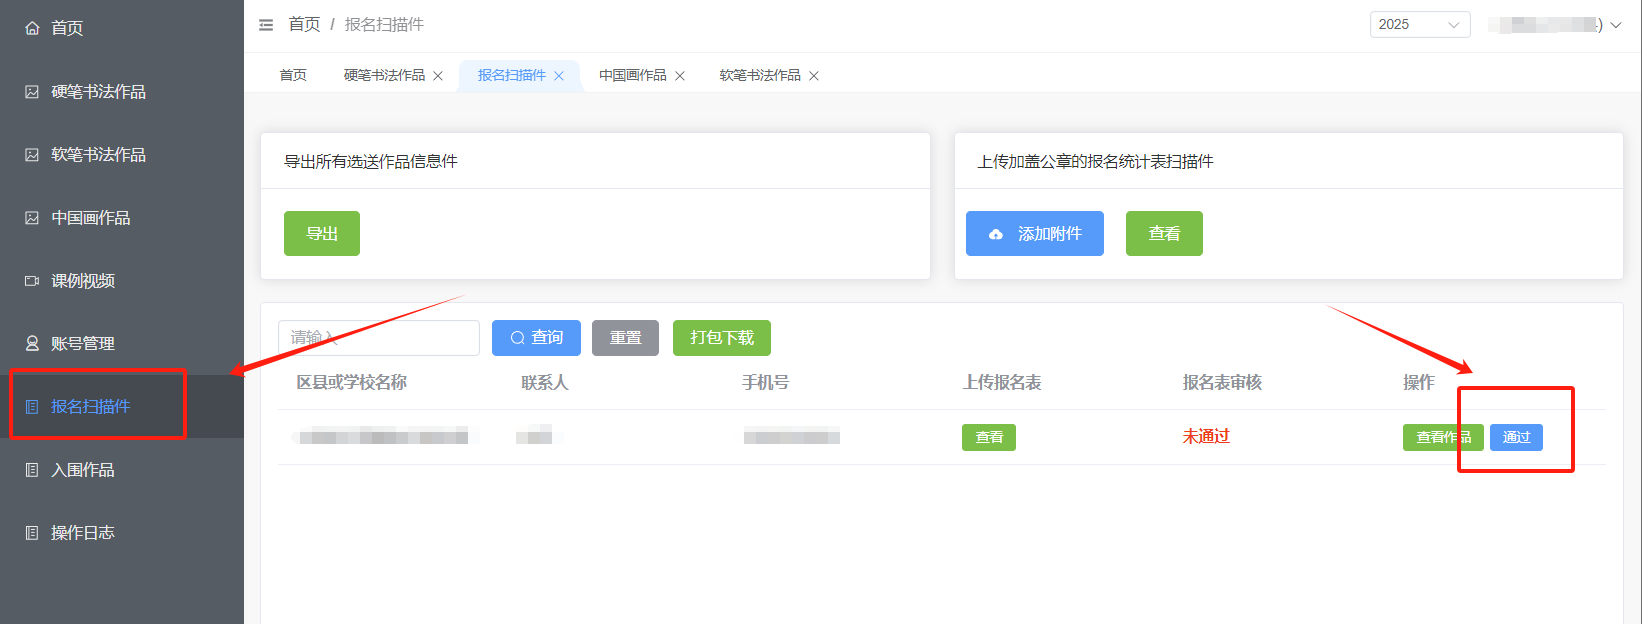 首页
硬笔书法作品
软笔书法作品
中国画作品
课例视频
账号管理
报名扫描件
入围作品
操作日志
首页 / 报名扫描件
2025
)
首页 硬笔书法作品 报名扫描件 中国画作品 软笔书法作品
导出所有选送作品信息件
导出
上传加盖公章的报名统计表扫描件
添加附件 查看
请输入 查询 重置 打包下载
区县或学校名称 联系人 手机号 上传报名表 报名表审核 操作
查看 未通过 查看作品 通过